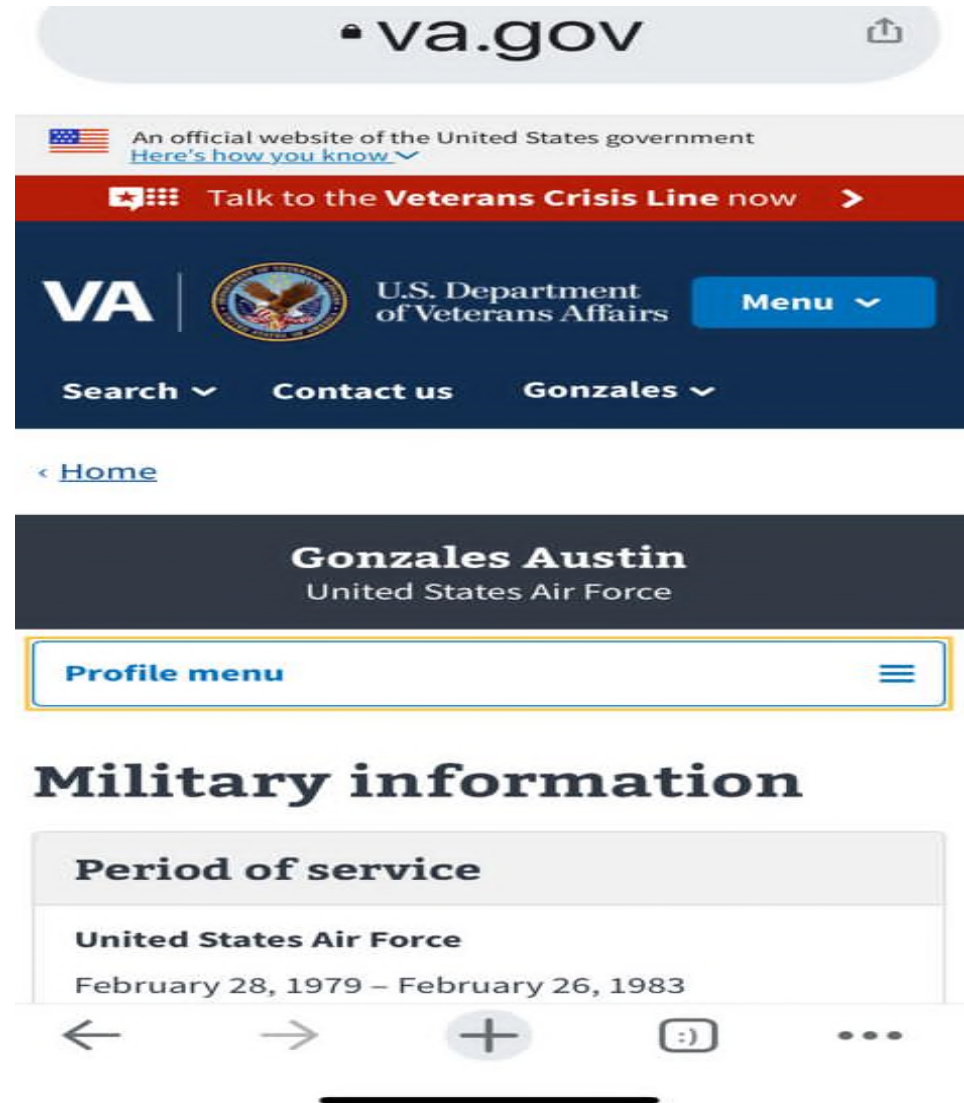 va.gov
An official website of the United States government
Here's how you know
Talk to the Veterans Crisis Line now
VA
U.S. Department
of Veterans Affairs
Menu
Search
Contact us
Gonzales
Home
Gonzales Austin
United States Air Force
Profile menu
Military information
Period of service
United States Air Force
February 28, 1979 – February 26, 1983
:)